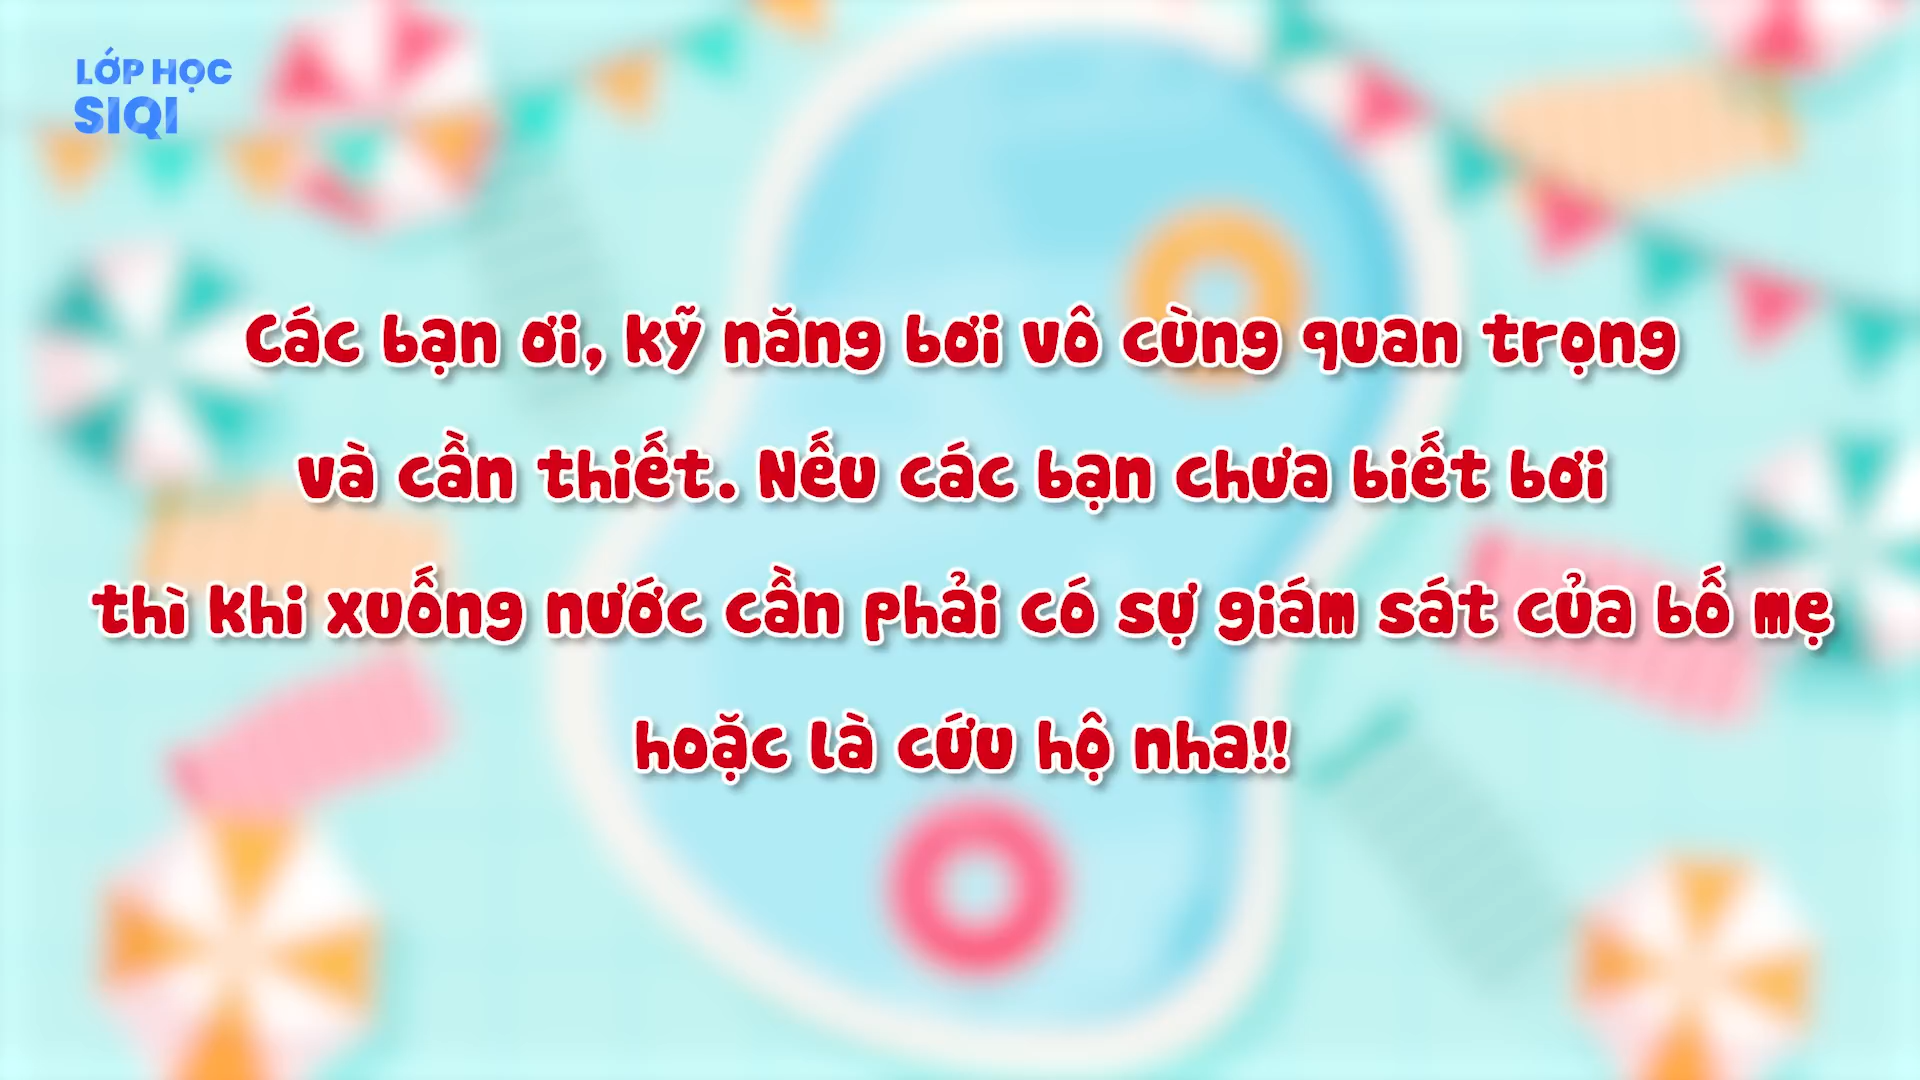 LỚP HỌC
SIQI
Các bạn ơi, kỹ năng bơi vô cùng quan trọng
và cần thiết. Nếu các bạn chưa biết bơi
thì khi xuống nước cần phải có sự giám sát của bố mẹ
hoặc là cứu hộ nha!!